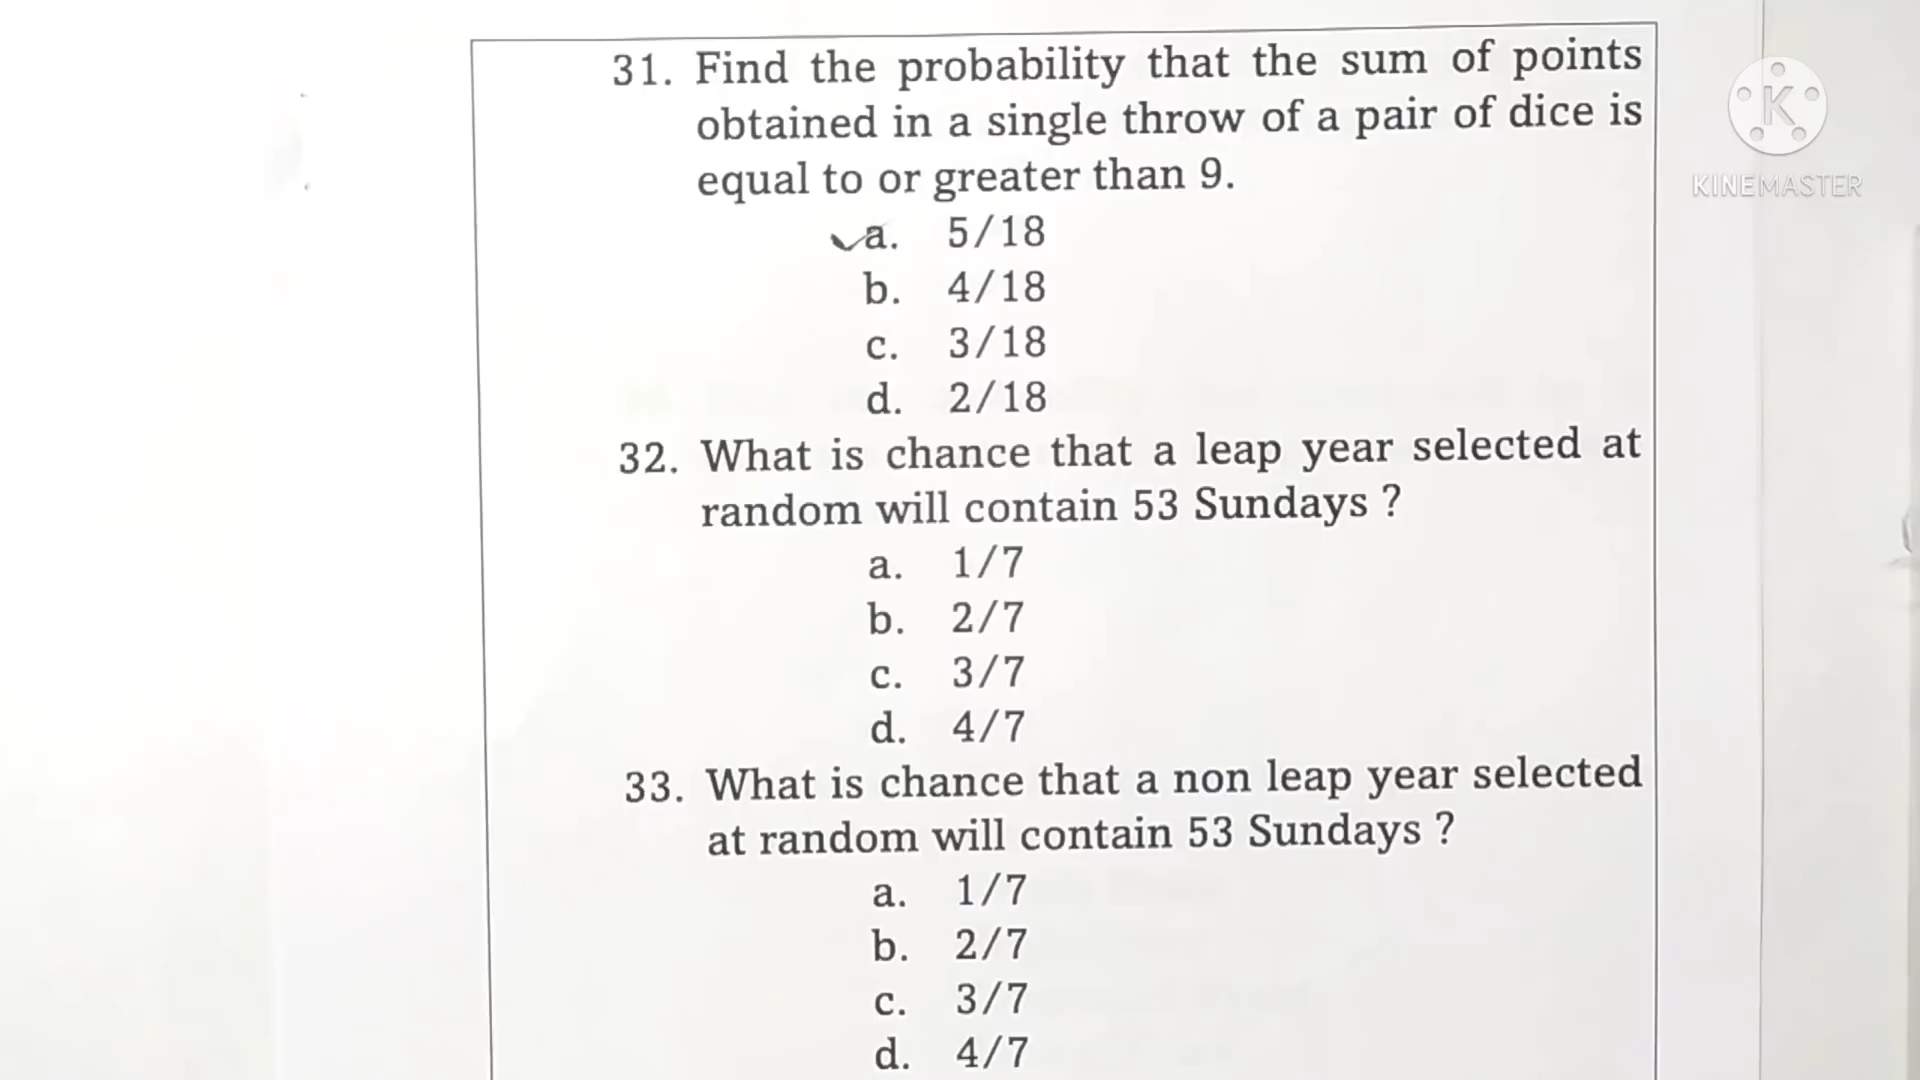 31. Find the probability that the sum of points
obtained in a single throw of a pair of dice is
equal to or greater than 9.
a. 5/18
b. 4/18
c. 3/18
d. 2/18
32. What is chance that a leap year selected at
random will contain 53 Sundays ?
a. 1/7
b. 2/7
c. 3/7
d. 4/7
33. What is chance that a non leap year selected
at random will contain 53 Sundays ?
a. 1/7
b. 2/7
c. 3/7
d. 4/7
K
KINEMASTER